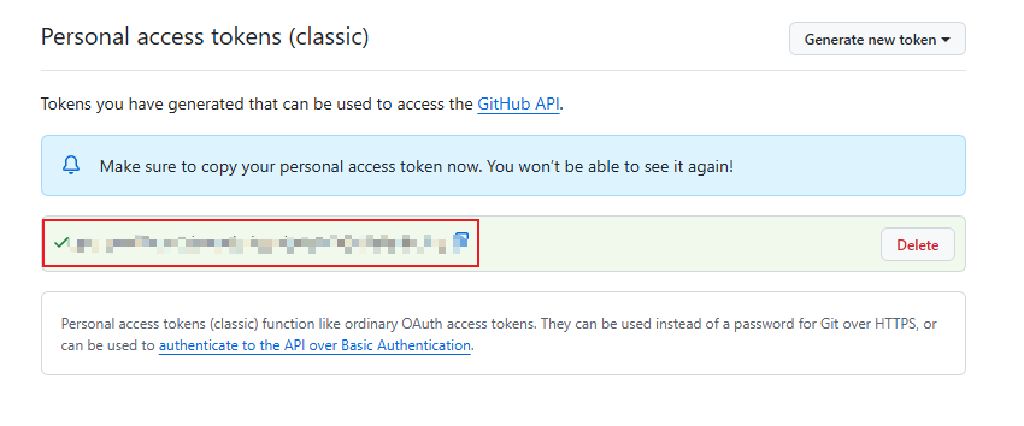 Personal access tokens (classic)
Generate new token
Tokens you have generated that can be used to access the GitHub API.
Make sure to copy your personal access token now. You won't be able to see it again!
Delete
Personal access tokens (classic) function like ordinary OAuth access tokens. They can be used instead of a password for Git over HTTPS, or
can be used to authenticate to the API over Basic Authentication.